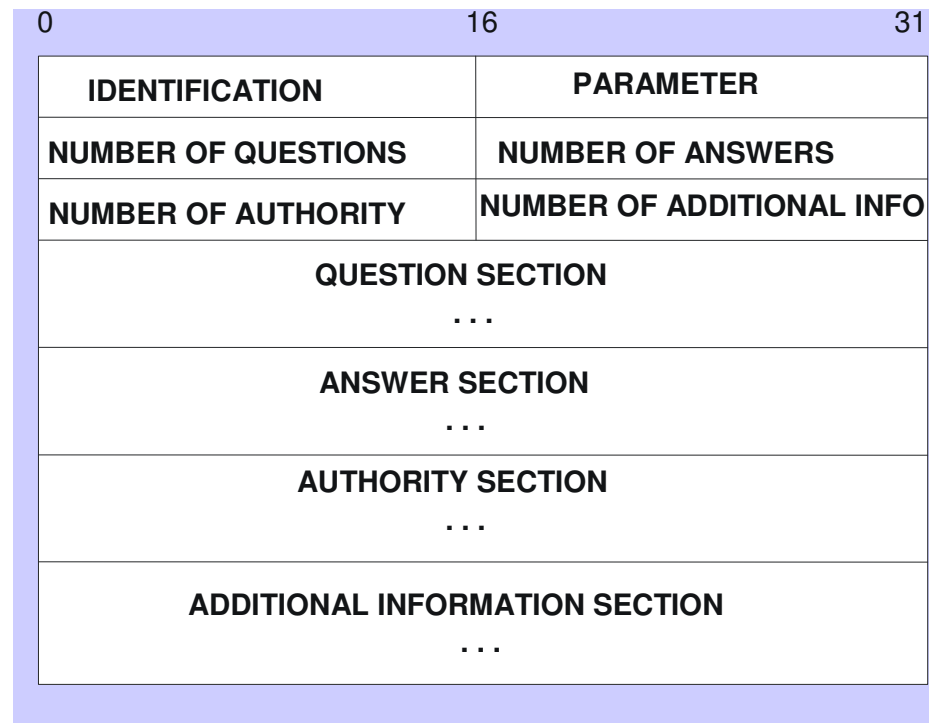 0 16 31
IDENTIFICATION PARAMETER
NUMBER OF QUESTIONS NUMBER OF ANSWERS
NUMBER OF AUTHORITY NUMBER OF ADDITIONAL INFO
QUESTION SECTION
. . .
ANSWER SECTION
. . .
AUTHORITY SECTION
. . .
ADDITIONAL INFORMATION SECTION
. . .